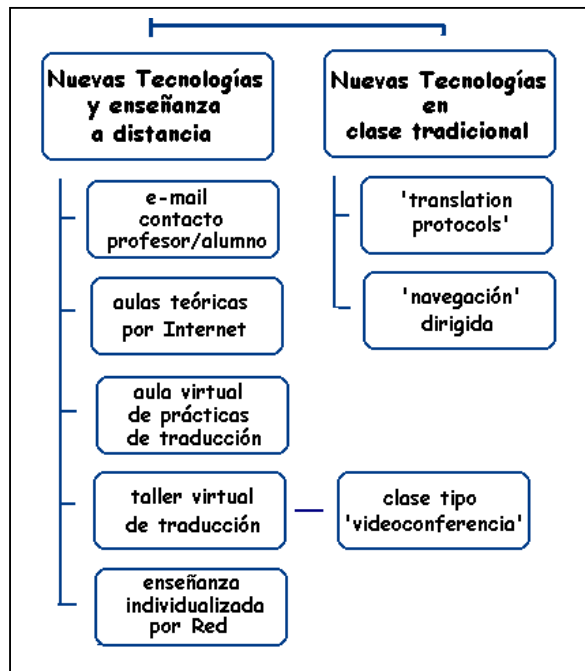 Nuevas Tecnologías
y enseñanza
a distancia
e-mail
contacto
profesor/alumno
aulas teóricas
por Internet
aula virtual
de prácticas
de traducción
taller virtual
de traducción
clase tipo
'videoconferencia'
enseñanza
individualizada
por Red
Nuevas Tecnologías
en
clase tradicional
'translation
protocols'
'navegación'
dirigida